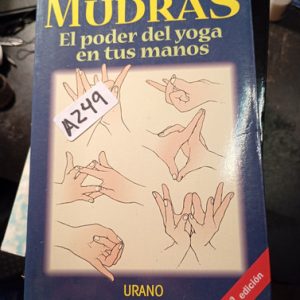 MUDRAS
El poder del yoga
en tus manos
A249
URANO
edición